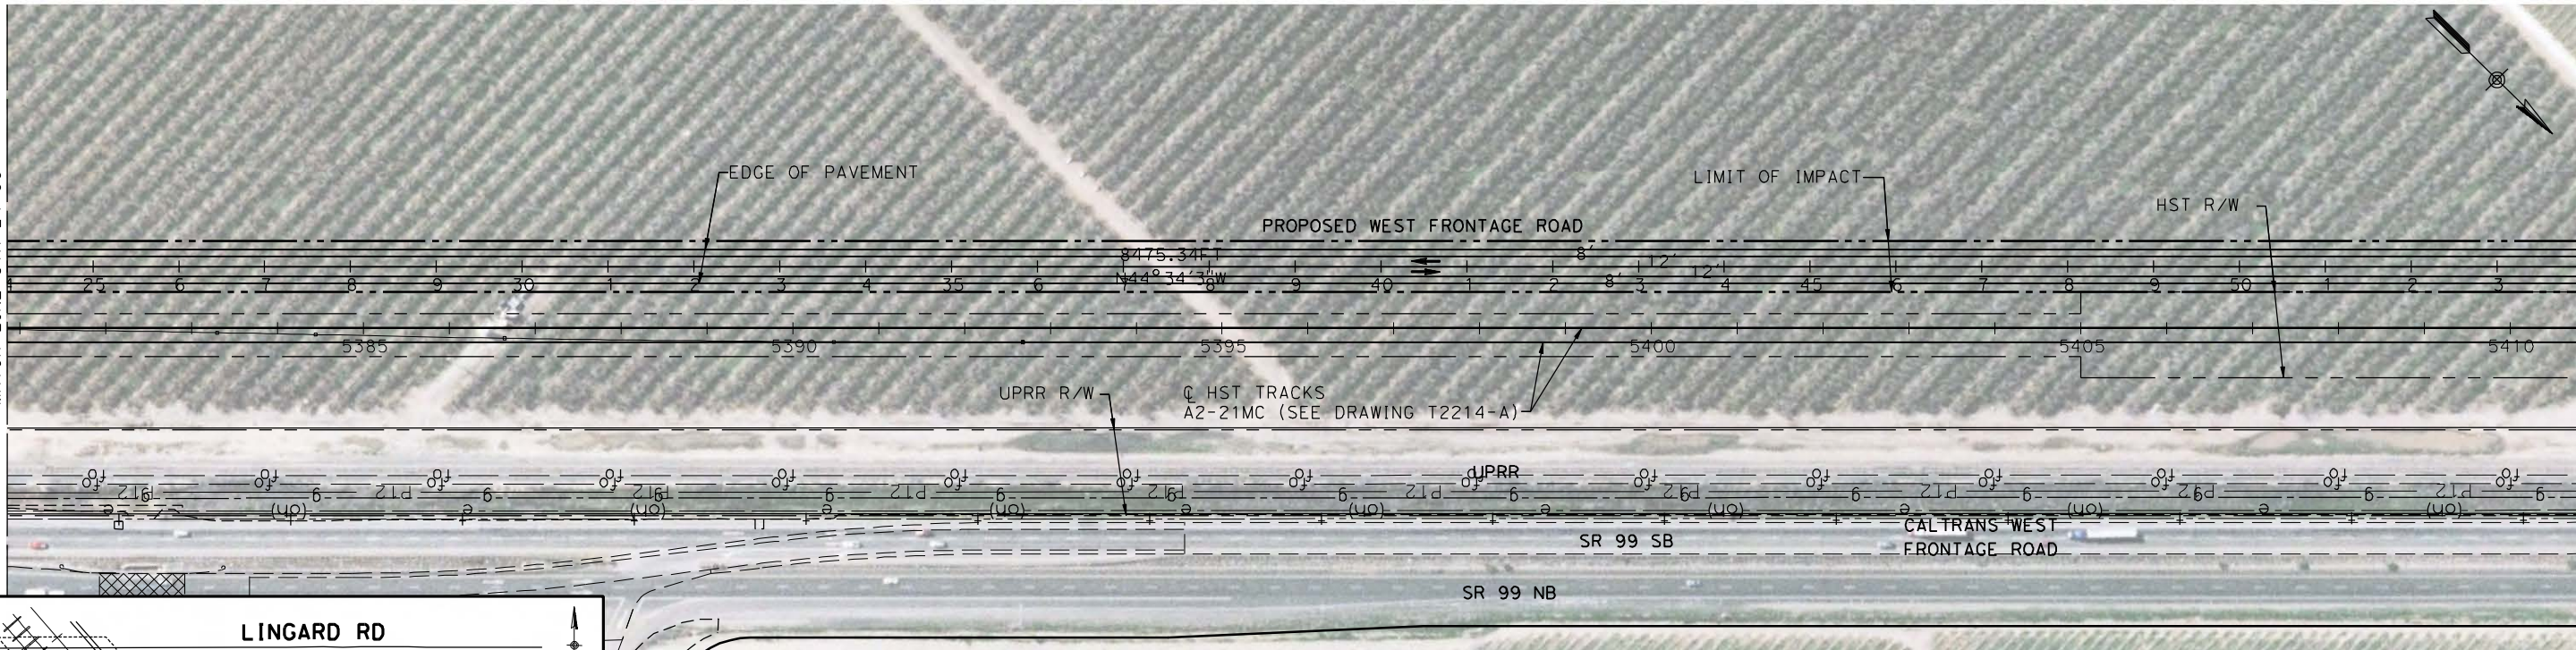 EDGE OF PAVEMENT
LIMIT OF IMPACT
HST R/W
PROPOSED WEST FRONTAGE ROAD
8475.34FT
8'
12'
12'
8'
25 6 7 8 9 30 1 2 3 4 35 6 8 9 40 1 2 3 4 45 6 7 8 9 50 1 2 3
5385 5390 5395 5400 5405 5410
UPRR R/W
℄ HST TRACKS
A2-21MC (SEE DRAWING T2214-A)
UPRR
CALTRANS WEST
FRONTAGE ROAD
SR 99 SB
SR 99 NB
LINGARD RD